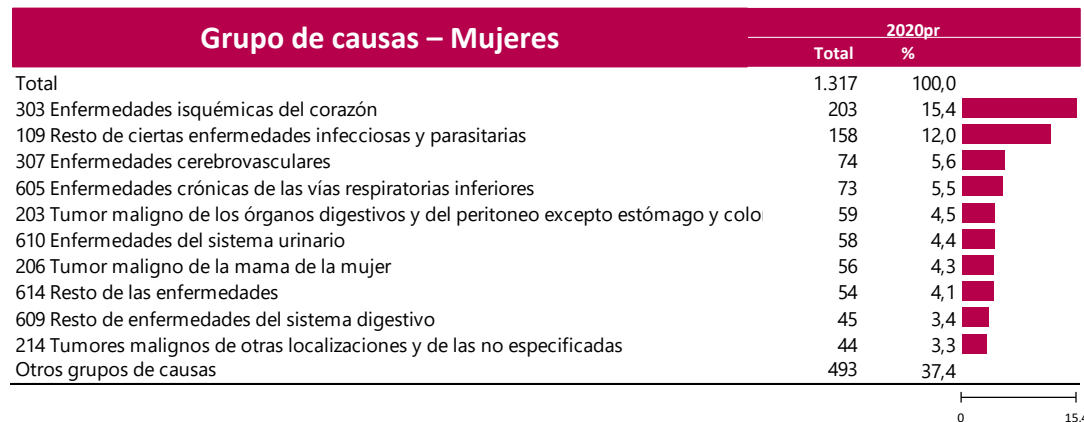 Grupo de causas – Mujeres
2020pr
Total %
Total 1.317 100,0
303 Enfermedades isquémicas del corazón 203 15,4
109 Resto de ciertas enfermedades infecciosas y parasitarias 158 12,0
307 Enfermedades cerebrovasculares 74 5,6
605 Enfermedades crónicas de las vías respiratorias inferiores 73 5,5
203 Tumor maligno de los órganos digestivos y del peritoneo excepto estómago y colo 59 4,5
610 Enfermedades del sistema urinario 58 4,4
206 Tumor maligno de la mama de la mujer 56 4,3
614 Resto de las enfermedades 54 4,1
609 Resto de enfermedades del sistema digestivo 45 3,4
214 Tumores malignos de otras localizaciones y de las no especificadas 44 3,3
Otros grupos de causas 493 37,4
0 15.4